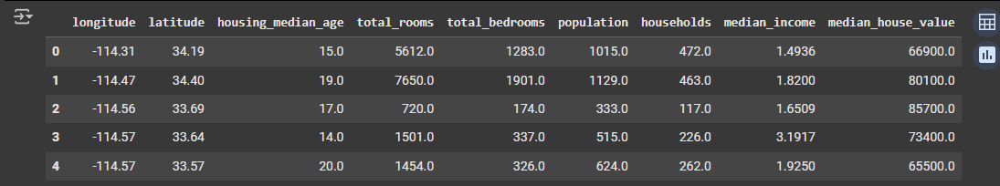 longitude latitude housing_median_age total_rooms total_bedrooms population households median_income median_house_value
0 -114.31 34.19 15.0 5612.0 1283.0 1015.0 472.0 1.4936 66900.0
1 -114.47 34.40 19.0 7650.0 1901.0 1129.0 463.0 1.8200 80100.0
2 -114.56 33.69 17.0 720.0 174.0 333.0 117.0 1.6509 85700.0
3 -114.57 33.64 14.0 1501.0 337.0 515.0 226.0 3.1917 73400.0
4 -114.57 33.57 20.0 1454.0 326.0 624.0 262.0 1.9250 65500.0